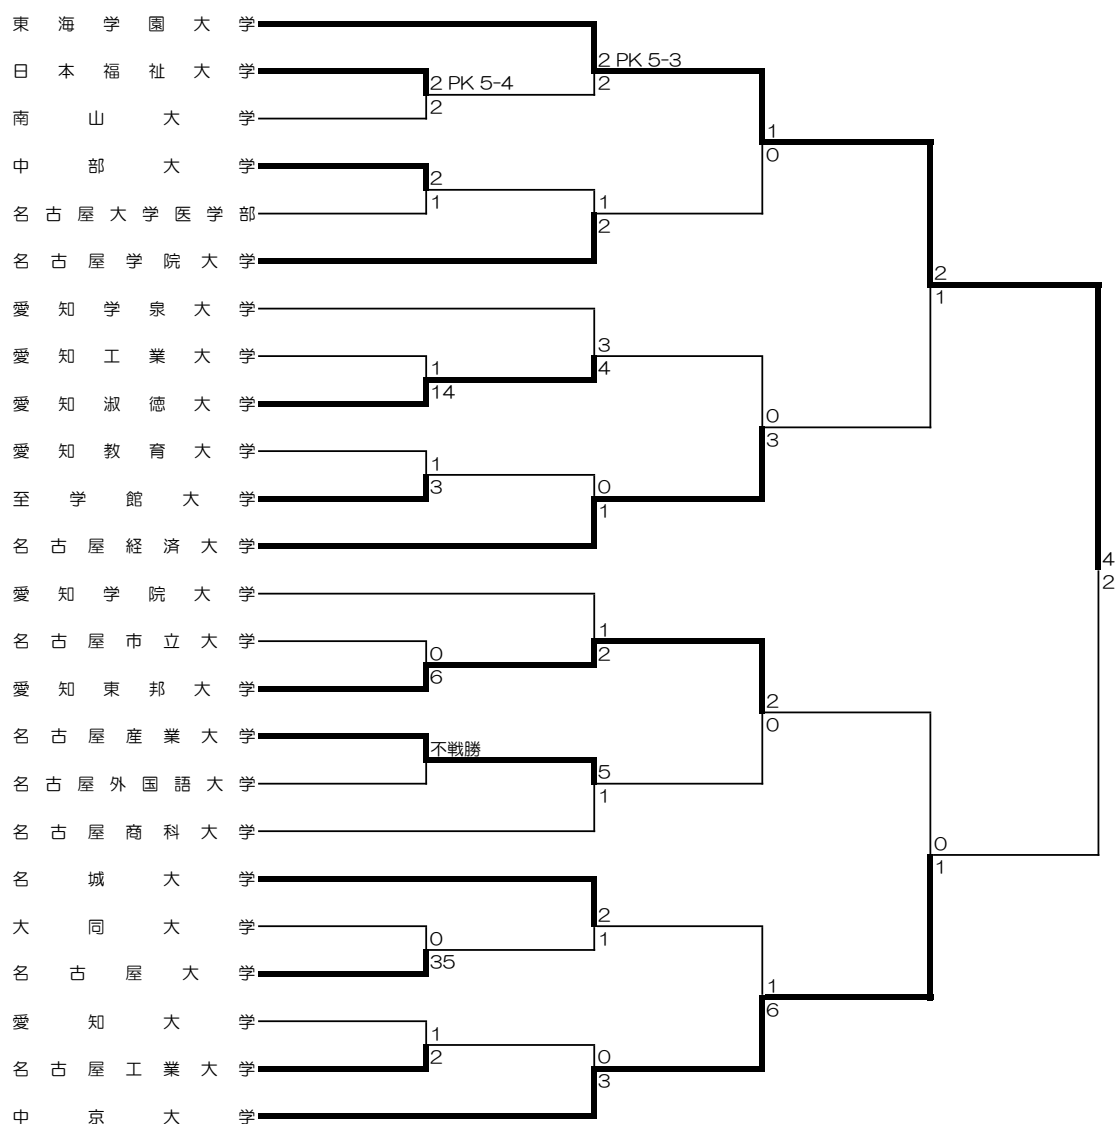 東海学園大学
日本福祉大学
南山大学
中部大学
名古屋大学医学部
名古屋学院大学
愛知学泉大学
愛知工業大学
愛知淑徳大学
愛知教育大学
至学館大学
名古屋経済大学
愛知学院大学
名古屋市立大学
愛知東邦大学
名古屋産業大学
名古屋外国語大学
名古屋商科大学
名城大学
大同大学
名古屋大学
愛知大学
名古屋工業大学
中京大学
2 PK 5-4
2
2
1
1
14
1
3
0
6
不戦勝
0
35
1
2
2 PK 5-3
2
1
2
3
4
0
1
1
2
5
1
2
1
0
3
1
0
0
3
2
0
1
6
2
1
0
1
4
2